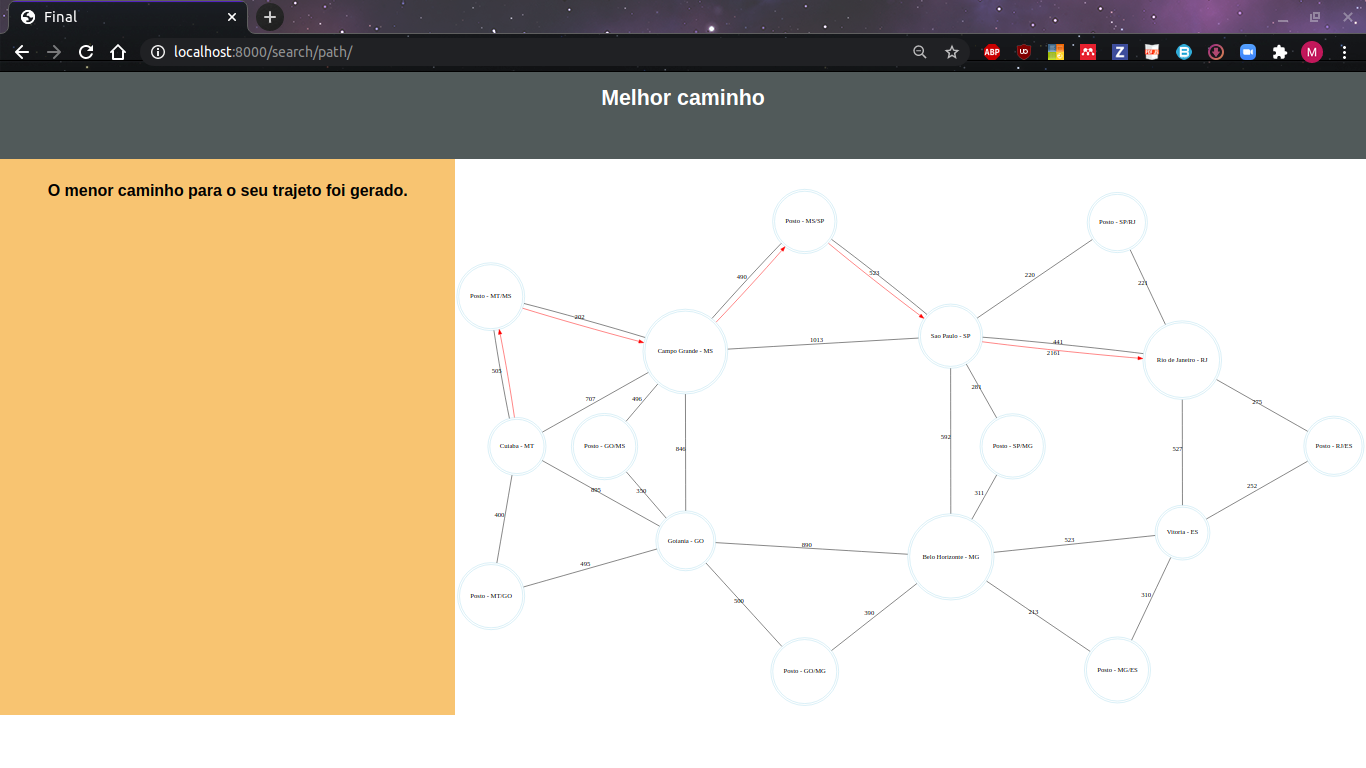 Final
localhost:8000/search/path/
ABP
UD
Z
B
M
Melhor caminho
O menor caminho para o seu trajeto foi gerado.
Posto - MS/SP
Posto - SP/RJ
490
523
220
221
Posto - MT/MS
202
Campo Grande - MS
1013
Sao Paulo - SP
441
2161
Rio de Janeiro - RJ
505
707
496
281
275
Cuiaba - MT
Posto - GO/MS
846
592
Posto - SP/MG
527
Posto - RJ/ES
895
350
311
252
400
Goiania - GO
890
Belo Horizonte - MG
523
Vitoria - ES
495
Posto - MT/GO
500
390
213
310
Posto - GO/MG
Posto - MG/ES